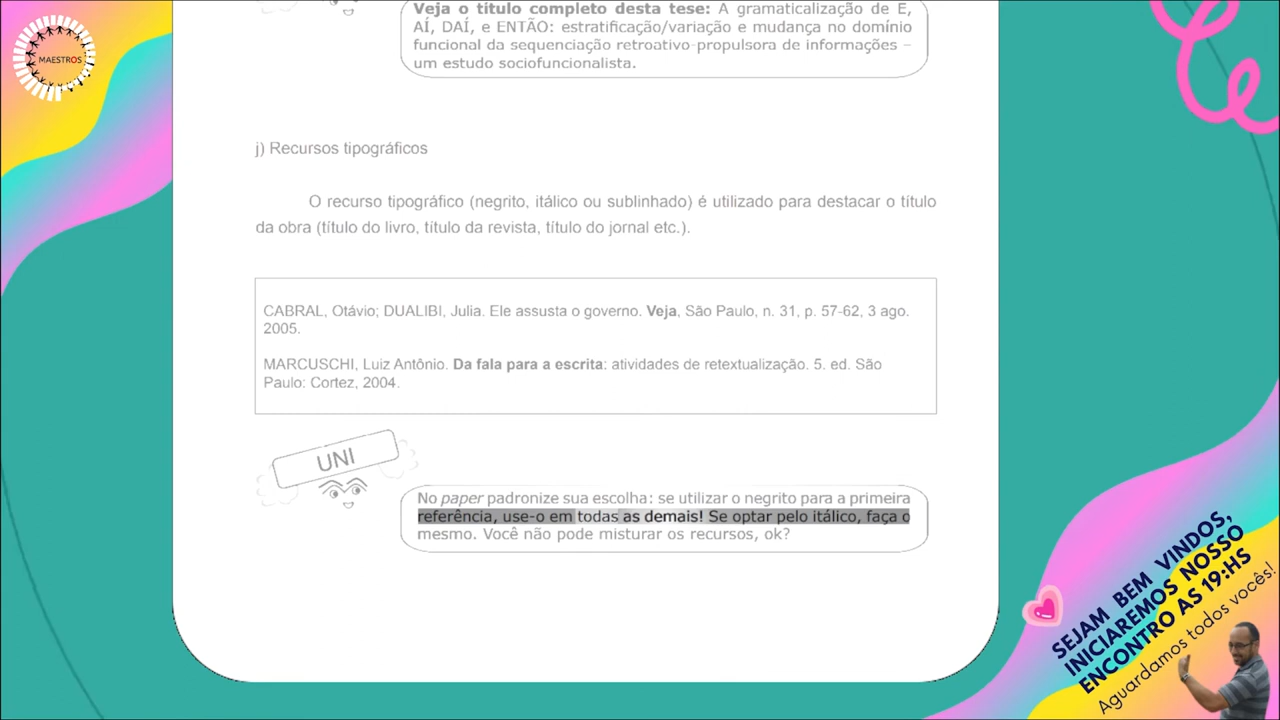 MAESTROS
Veja o título completo desta tese: A gramaticalização de E,
AÍ, DAÍ, e ENTÃO: estratificação/variação e mudança no domínio
funcional da sequenciação retroativo-propulsora de informações –
um estudo sociofuncionalista.
j) Recursos tipográficos
O recurso tipográfico (negrito, itálico ou sublinhado) é utilizado para destacar o título
da obra (título do livro, título da revista, título do jornal etc.).
CABRAL, Otávio; DUALIBI, Julia. Ele assusta o governo. Veja, São Paulo, n. 31, p. 57-62, 3 ago.
2005.
MARCUSCHI, Luiz Antônio. Da fala para a escrita: atividades de retextualização. 5. ed. São
Paulo: Cortez, 2004.
UNI
No paper padronize sua escolha: se utilizar o negrito para a primeira
referência, use-o em todas as demais! Se optar pelo itálico, faça o
mesmo. Você não pode misturar os recursos, ok?
SEJAM BEM VINDOS,
INICIAREMOS NOSSO
ENCONTRO AS 19:HS
Aguardamos todos vocês!